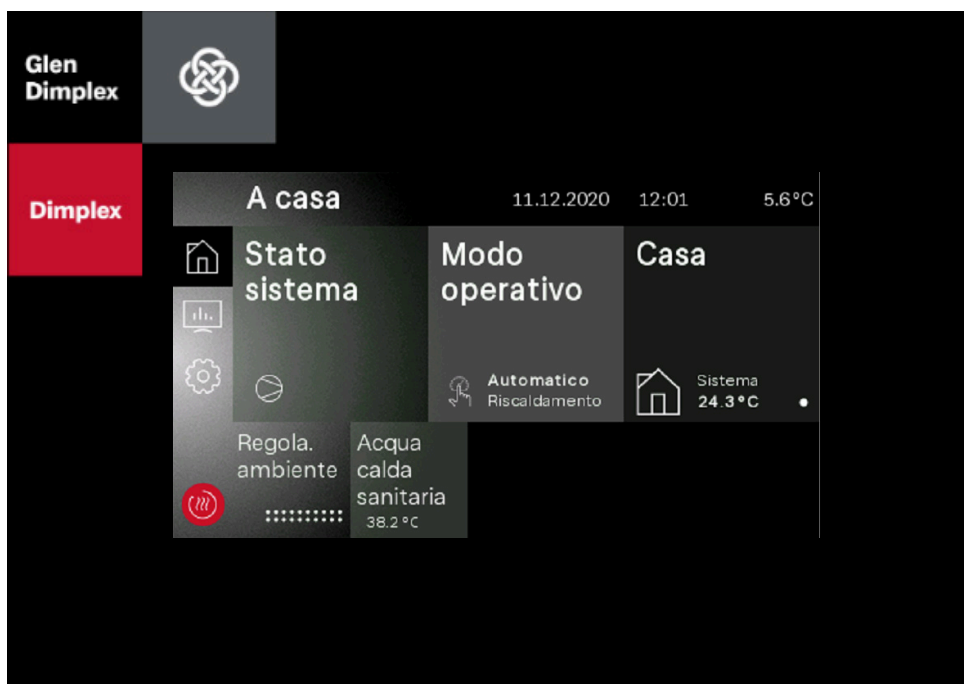 Glen
Dimplex
Dimplex
A casa
11.12.2020 12:01 5.6°C
Stato
sistema
Modo
operativo
Automatico
Riscaldamento
Casa
Sistema
24.3°C
Regola.
ambiente
Acqua
calda
sanitaria
38.2°C